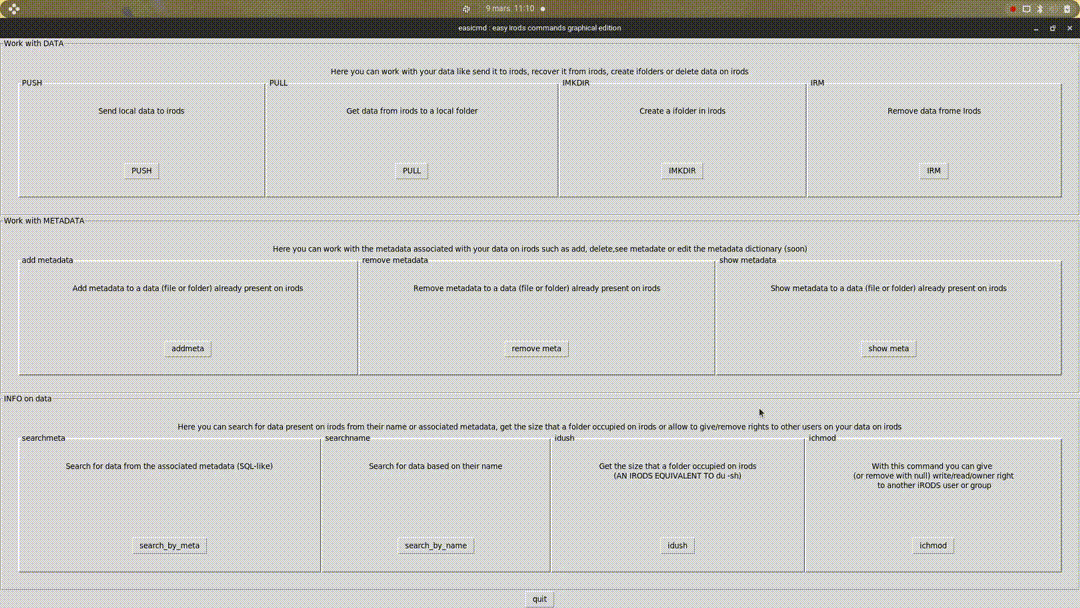 9 mars, 11:10
easicmd : easy irods commands graphical edition
Work with DATA
Here you can work with your data like send it to irods, recover it from irods, create ifolders or delete data on irods
PUSH
PULL
IMKDIR
IRM
Send local data to irods
Get data from irods to a local folder
Create a ifolder in irods
Remove data frome Irods
PUSH
PULL
IMKDIR
IRM
Work with METADATA
Here you can work with the metadata associated with your data on irods such as add, delete,see metadate or edit the metadata dictionary (soon)
add metadata
remove metadata
show metadata
Add metadata to a data (file or folder) already present on irods
Remove metadata to a data (file or folder) already present on irods
Show metadata to a data (file or folder) already present on irods
addmeta
remove meta
show meta
INFO on data
Here you can search for data present on irods from their name or associated metadata, get the size that a folder occupied on irods or allow to give/remove rights to other users on your data on irods
searchmeta
searchname
idush
ichmod
Search for data from the associated metadata (SQL-like)
Search for data based on their name
Get the size that a folder occupied on irods
(AN IRODS EQUIVALENT TO du -sh)
With this command you can give
(or remove with null) write/read/owner right
to another iRODS user or group
search_by_meta
search_by_name
idush
ichmod
quit